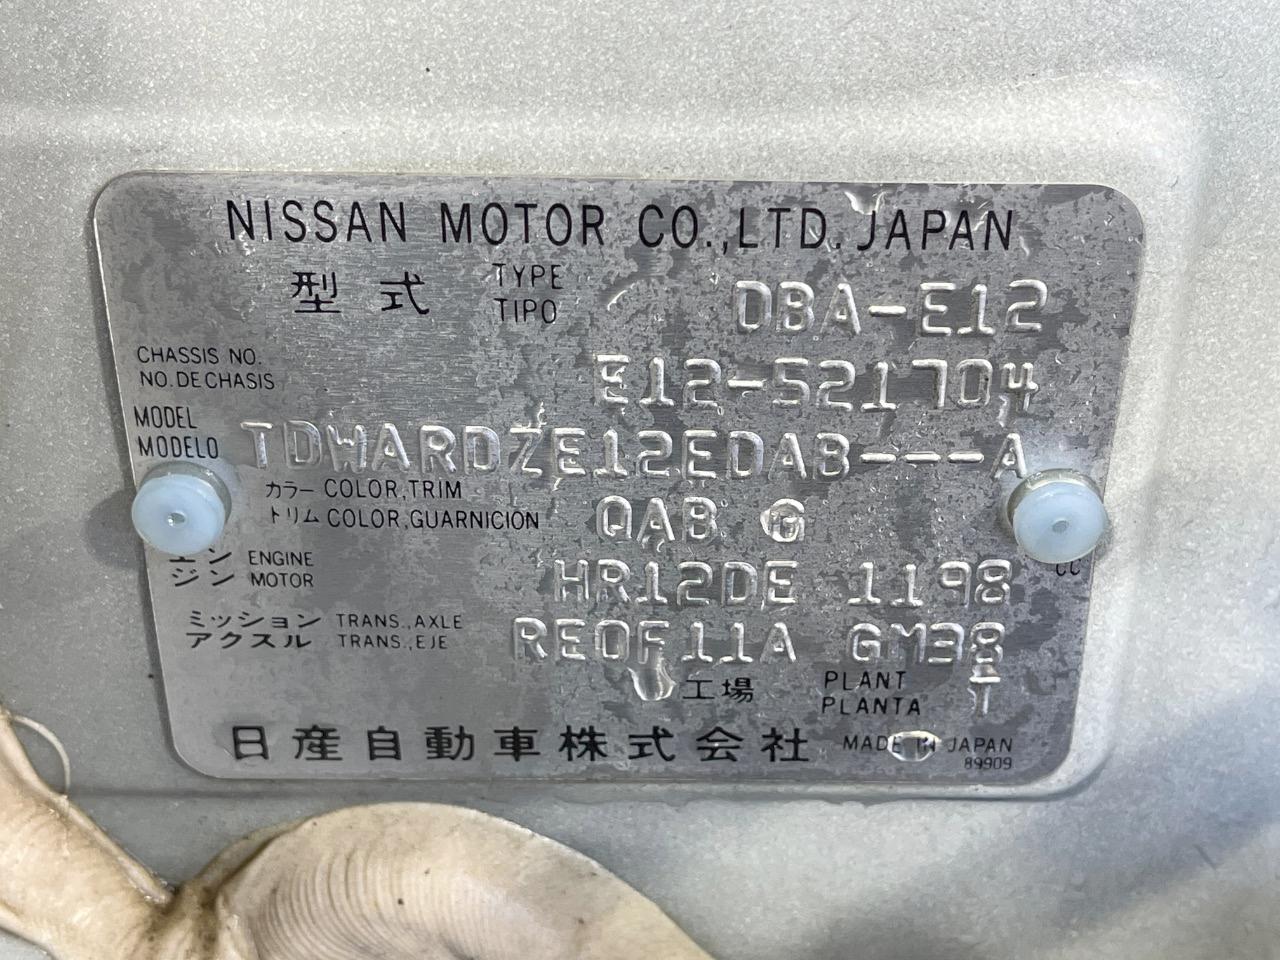 NISSAN MOTOR CO.,LTD. JAPAN
型式 TYPE TIPO DBA-E12
CHASSIS NO.
NO. DE CHASIS E12-521704
MODEL
MODELO TDWARDZE12EDAB---A
カラー COLOR,TRIM
トリム COLOR,GUARNICION QAB G
エン ENGINE
ジン MOTOR HR12DE 1198 CC
ミッション TRANS.,AXLE
アクスル TRANS.,EJE RE0F11A GM38
工場 PLANT PLANTA I
日産自動車株式会社 MADE IN JAPAN
89909